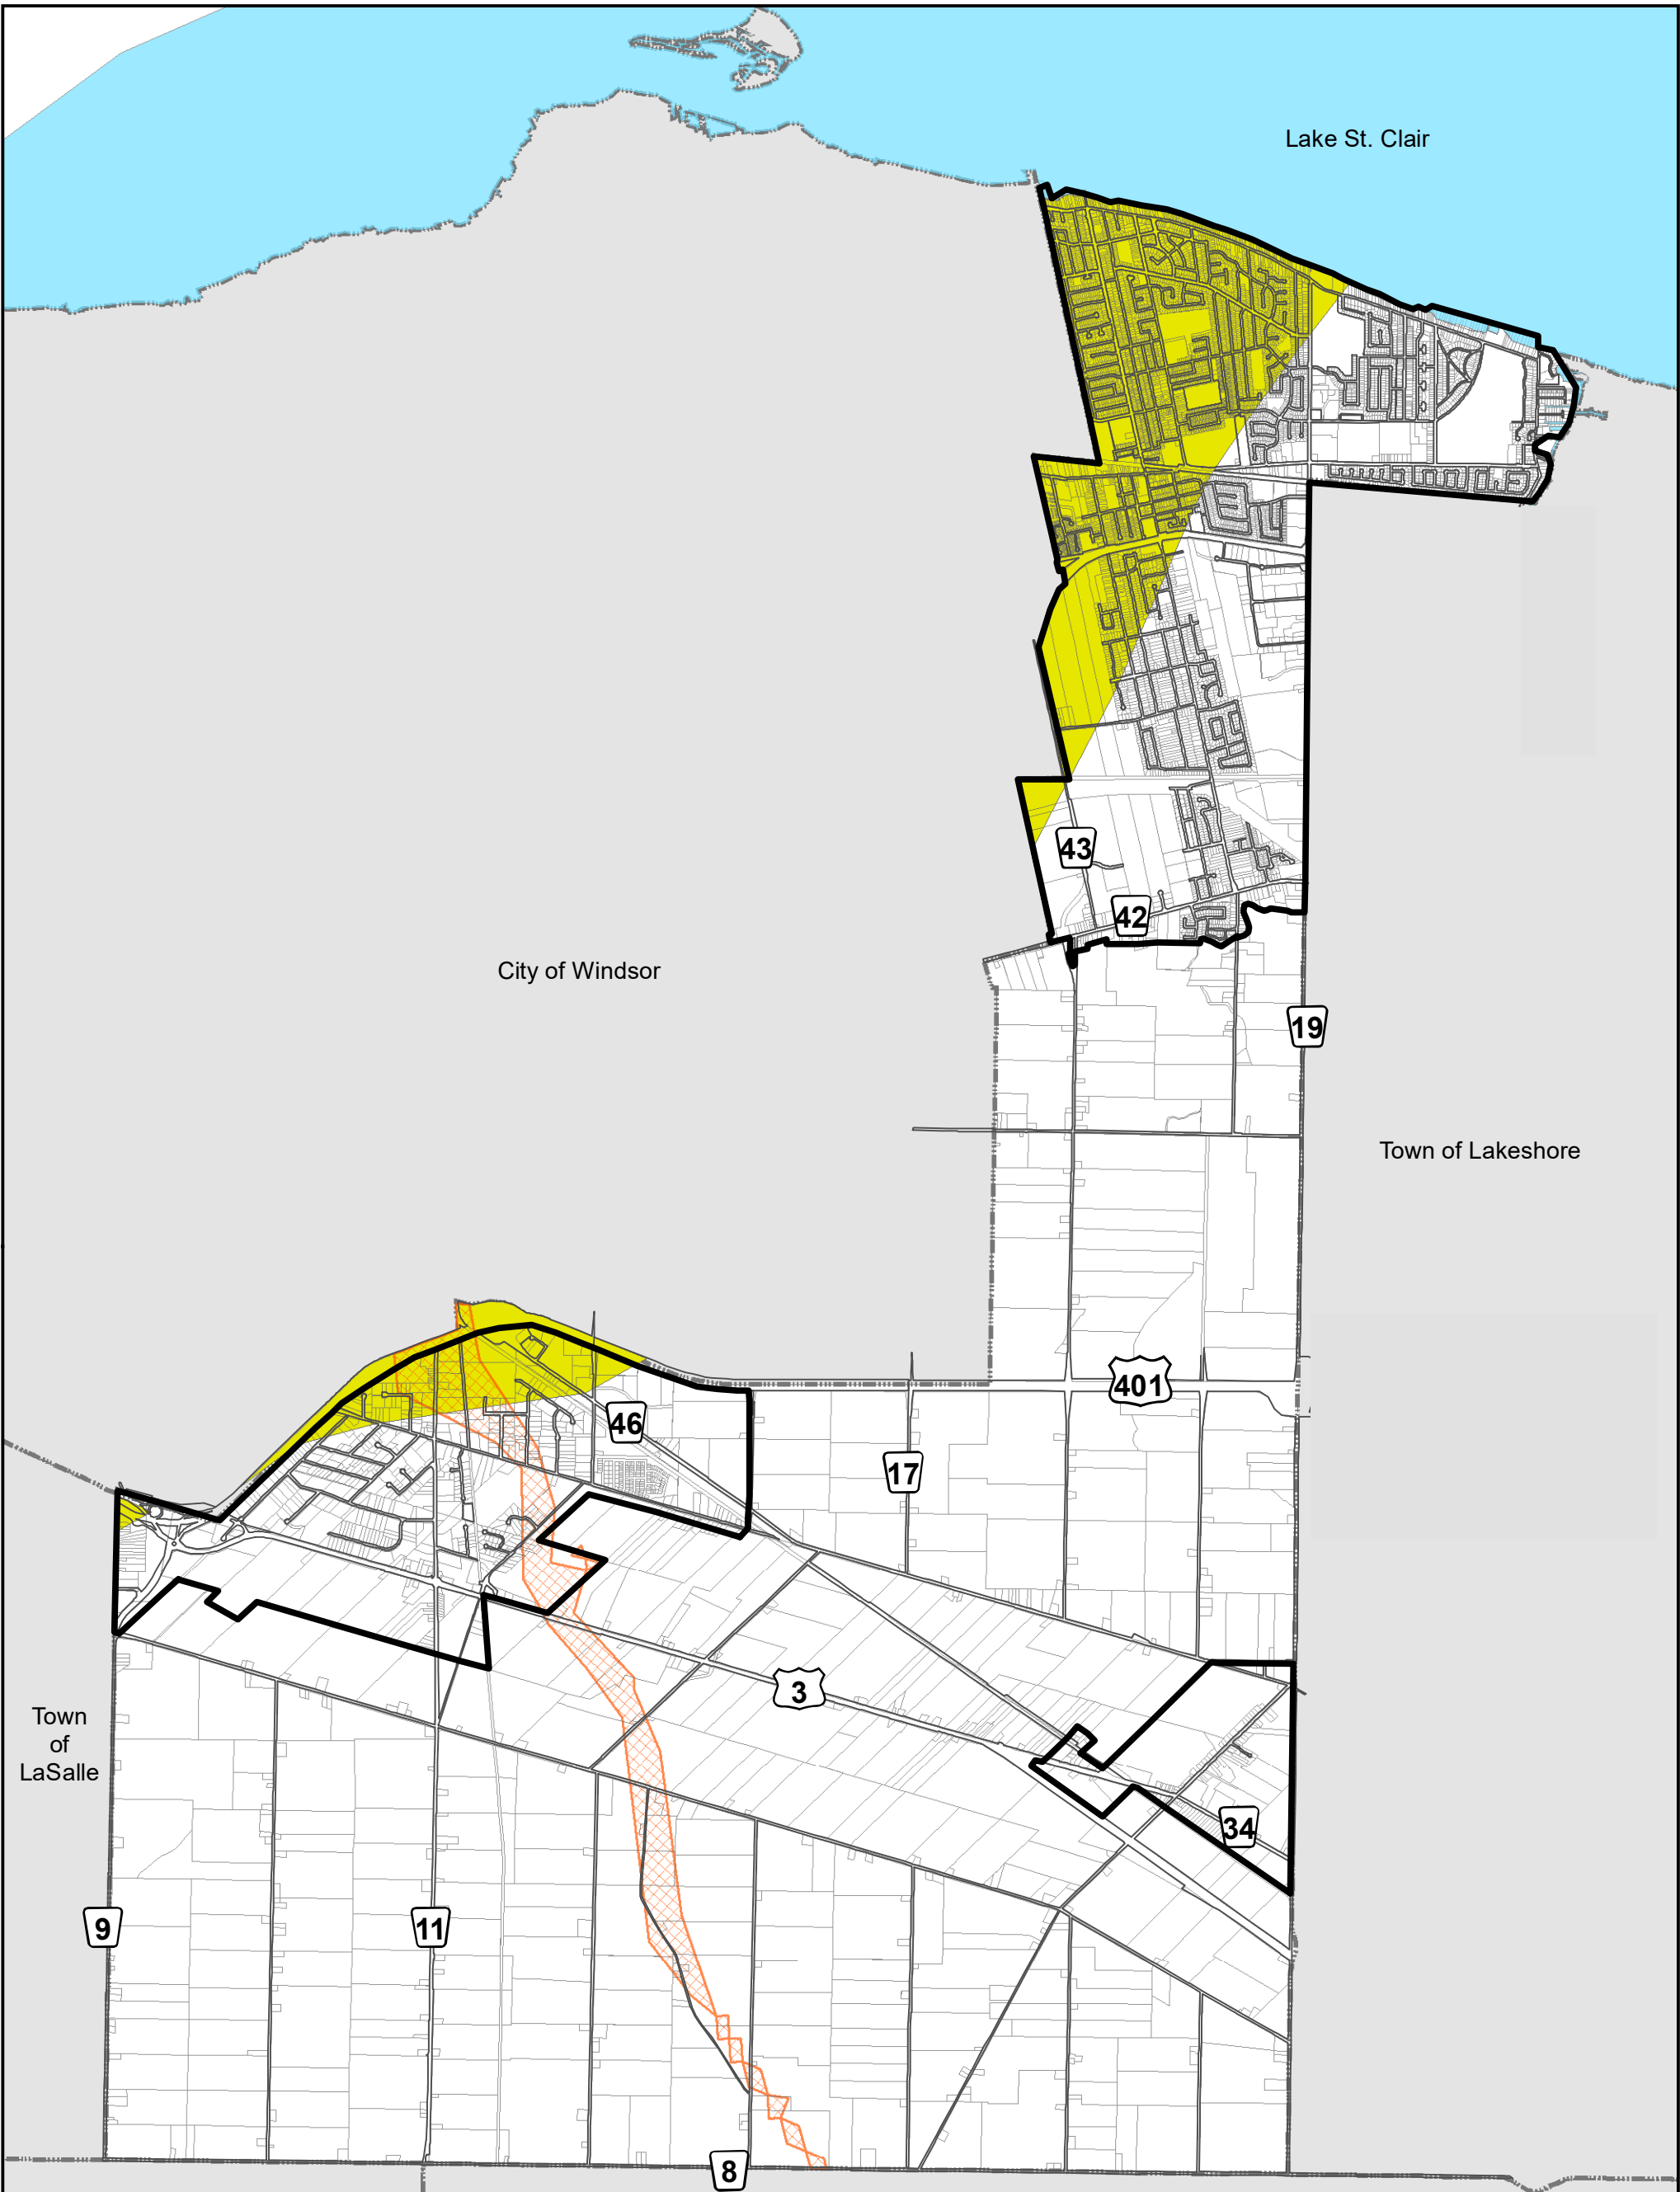 Lake St. Clair
43
42
City of Windsor
19
Town of Lakeshore
401
46
17
3
Town
of
LaSalle
34
9
11
8